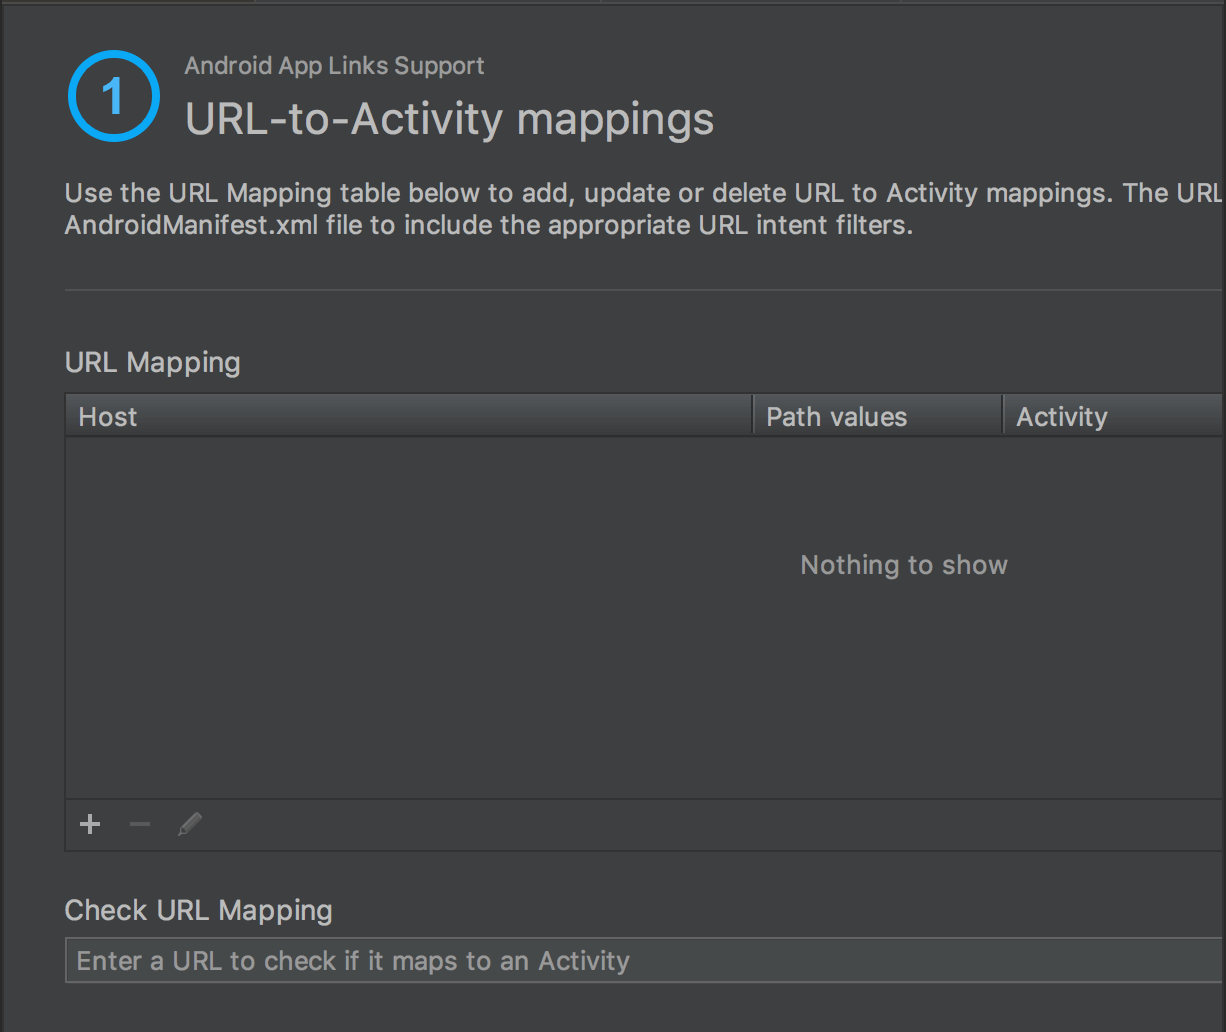 1
Android App Links Support
URL-to-Activity mappings
Use the URL Mapping table below to add, update or delete URL to Activity mappings. The URL
AndroidManifest.xml file to include the appropriate URL intent filters.
URL Mapping
Host Path values Activity
Nothing to show
Check URL Mapping
Enter a URL to check if it maps to an Activity